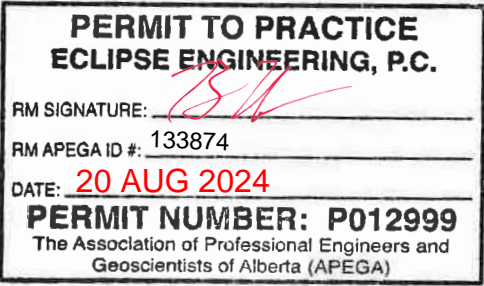 PERMIT TO PRACTICE
ECLIPSE ENGINEERING, P.C.
RM SIGNATURE:
RM APEGA ID #: 133874
DATE: 20 AUG 2024
PERMIT NUMBER: P012999
The Association of Professional Engineers and
Geoscientists of Alberta (APEGA)